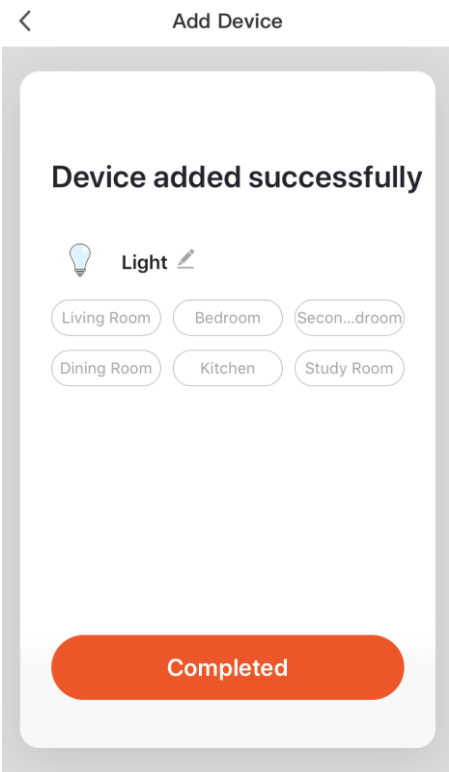 Add Device
Device added successfully
Light
Living Room Bedroom Secon...droom
Dining Room Kitchen Study Room
Completed